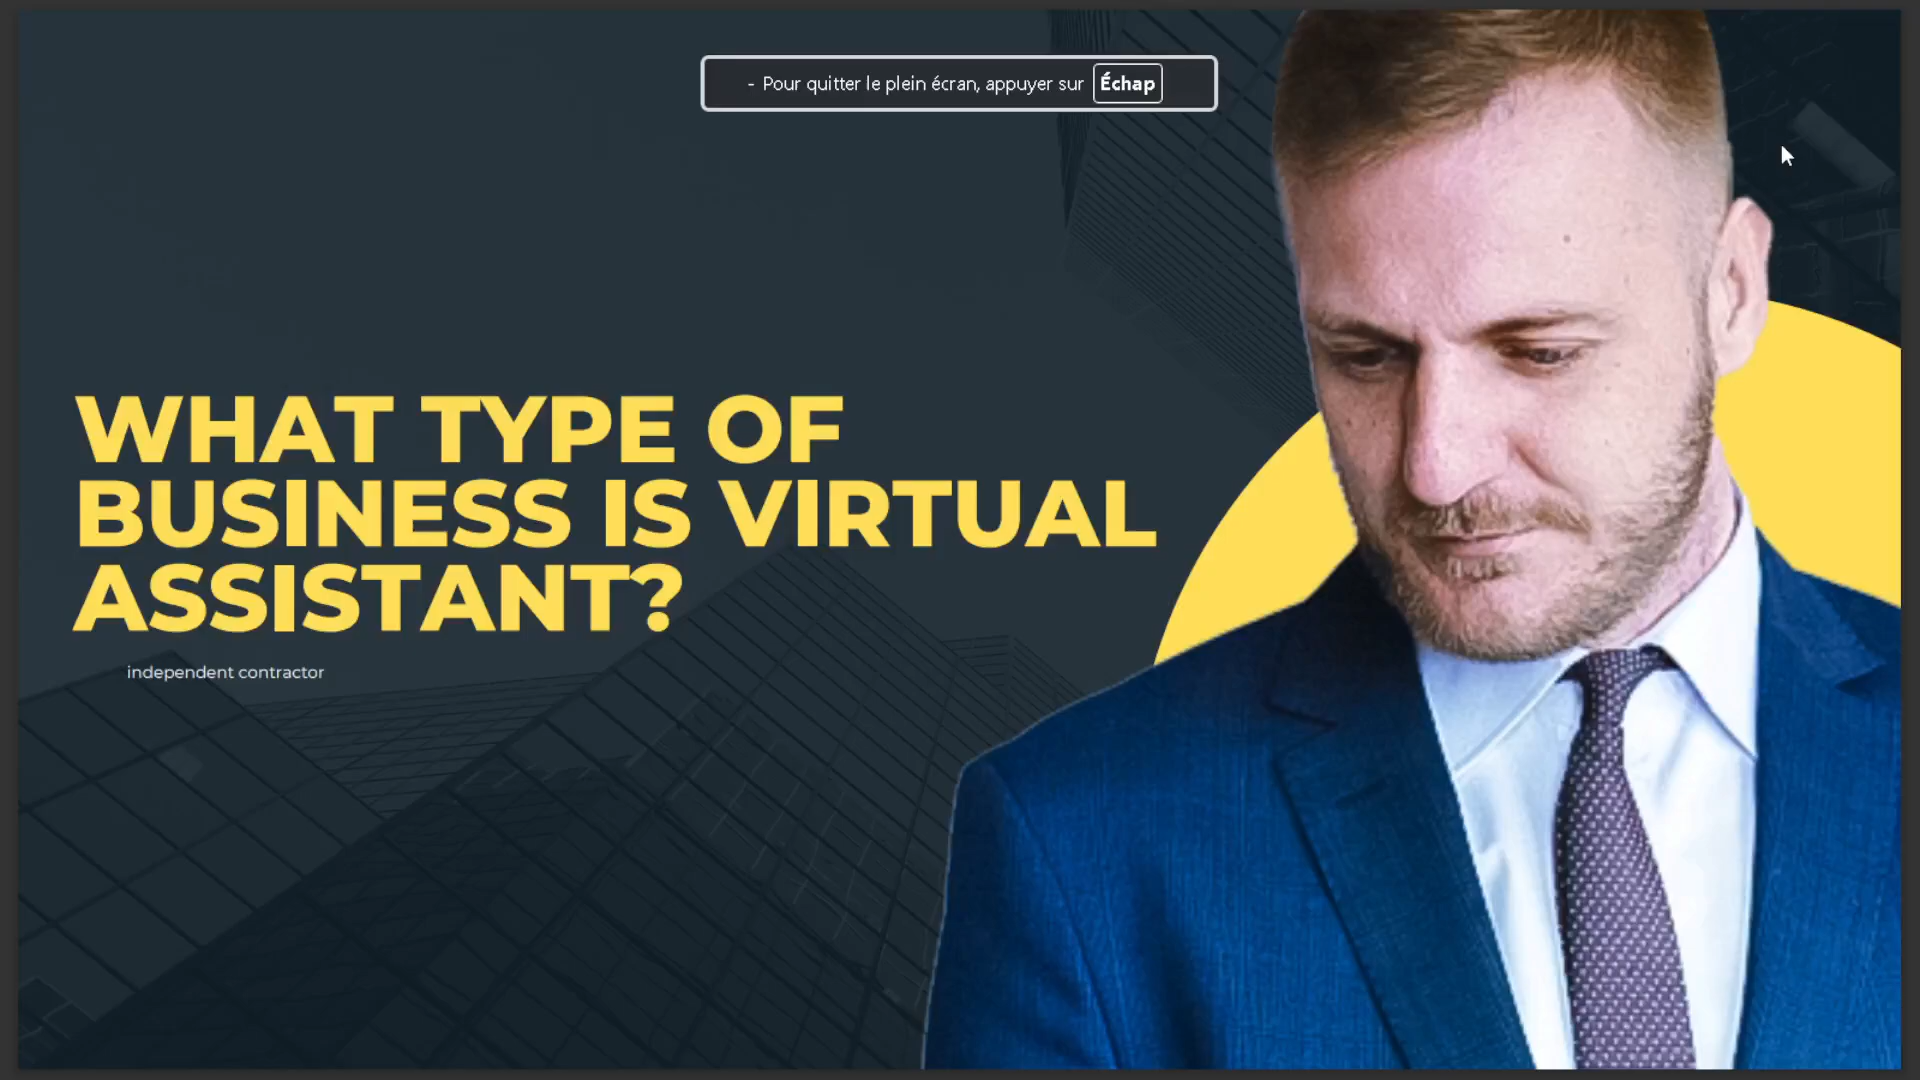 - Pour quitter le plein écran, appuyer sur Échap
WHAT TYPE OF
BUSINESS IS VIRTUAL
ASSISTANT?
independent contractor